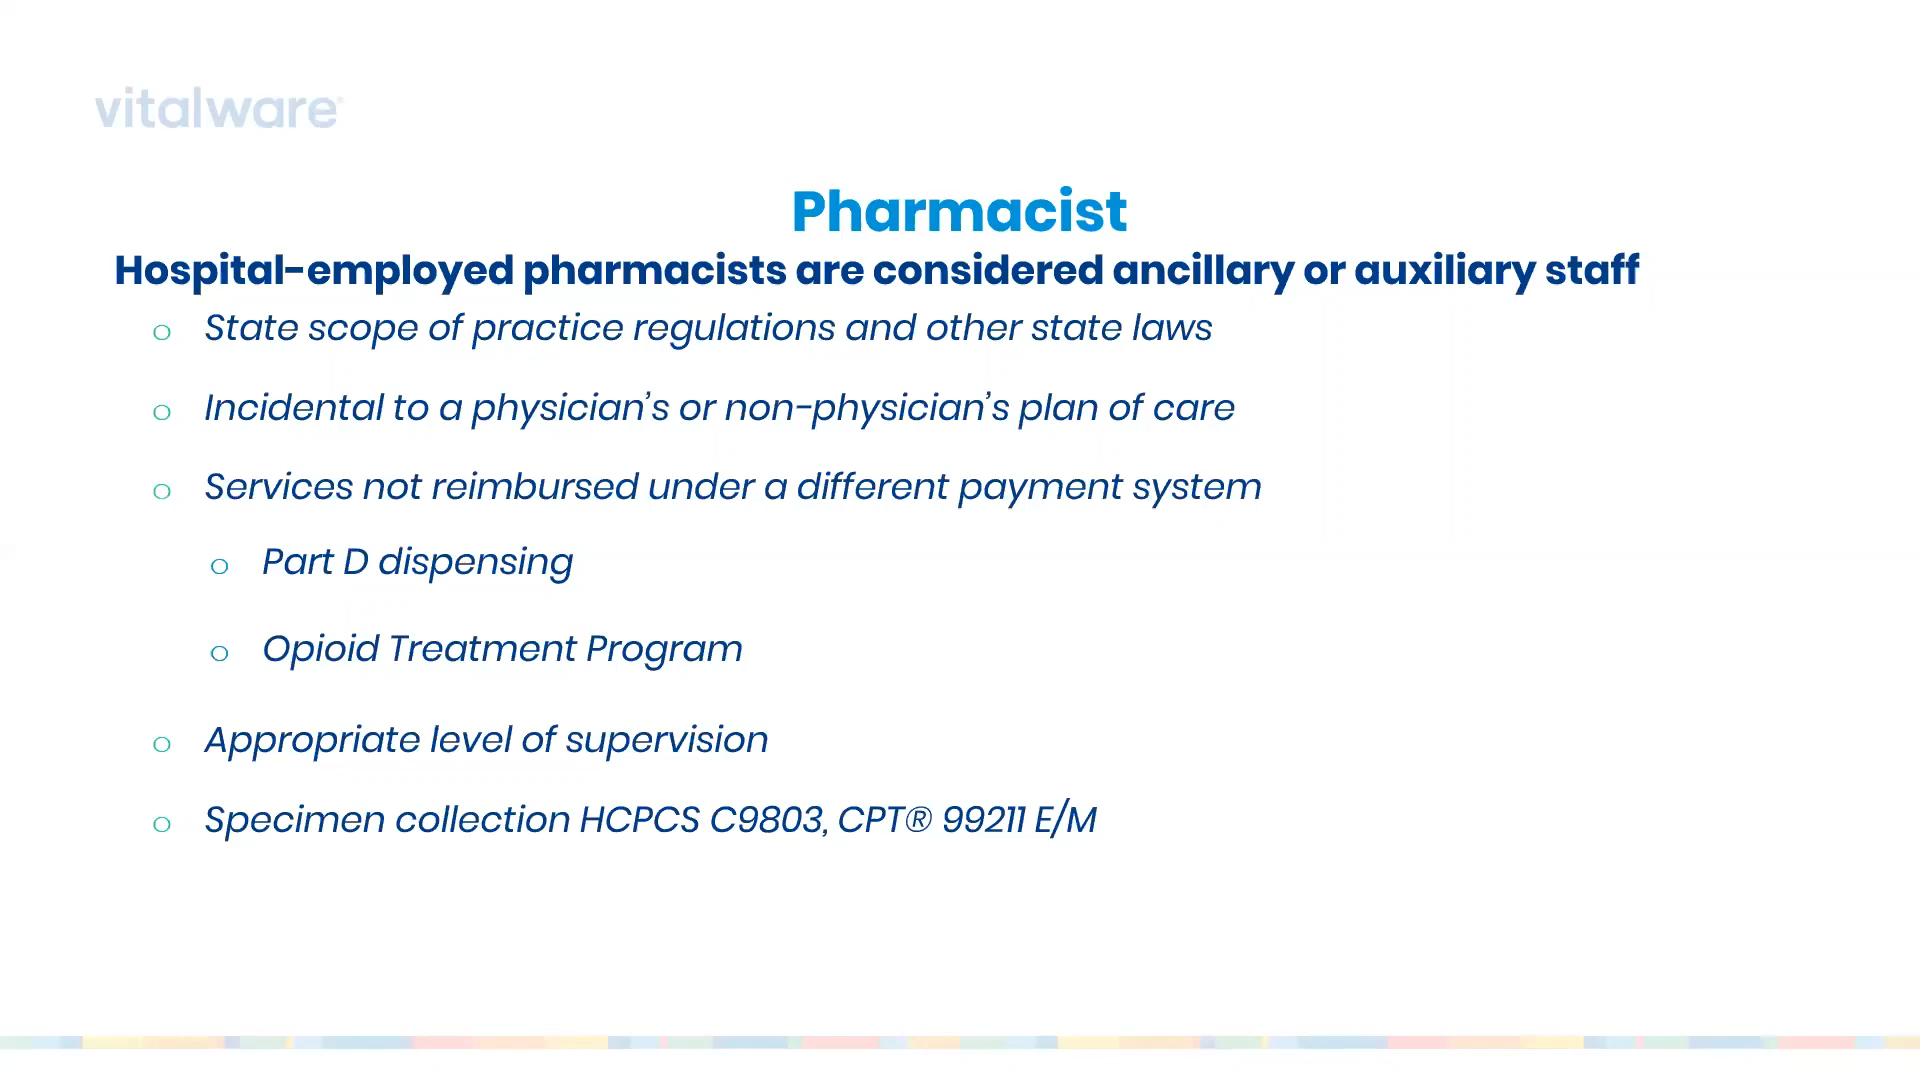 vitalware®
Pharmacist
Hospital-employed pharmacists are considered ancillary or auxiliary staff
o State scope of practice regulations and other state laws
o Incidental to a physician’s or non-physician’s plan of care
o Services not reimbursed under a different payment system
o Part D dispensing
o Opioid Treatment Program
o Appropriate level of supervision
o Specimen collection HCPCS C9803, CPT® 99211 E/M